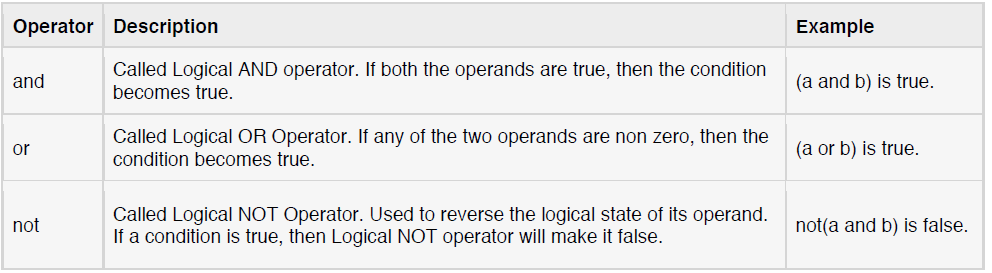 Operator Description Example
and
Called Logical AND operator. If both the operands are true, then the condition
becomes true.
(a and b) is true.
or
Called Logical OR Operator. If any of the two operands are non zero, then the
condition becomes true.
(a or b) is true.
not
Called Logical NOT Operator. Used to reverse the logical state of its operand.
If a condition is true, then Logical NOT operator will make it false.
not(a and b) is false.